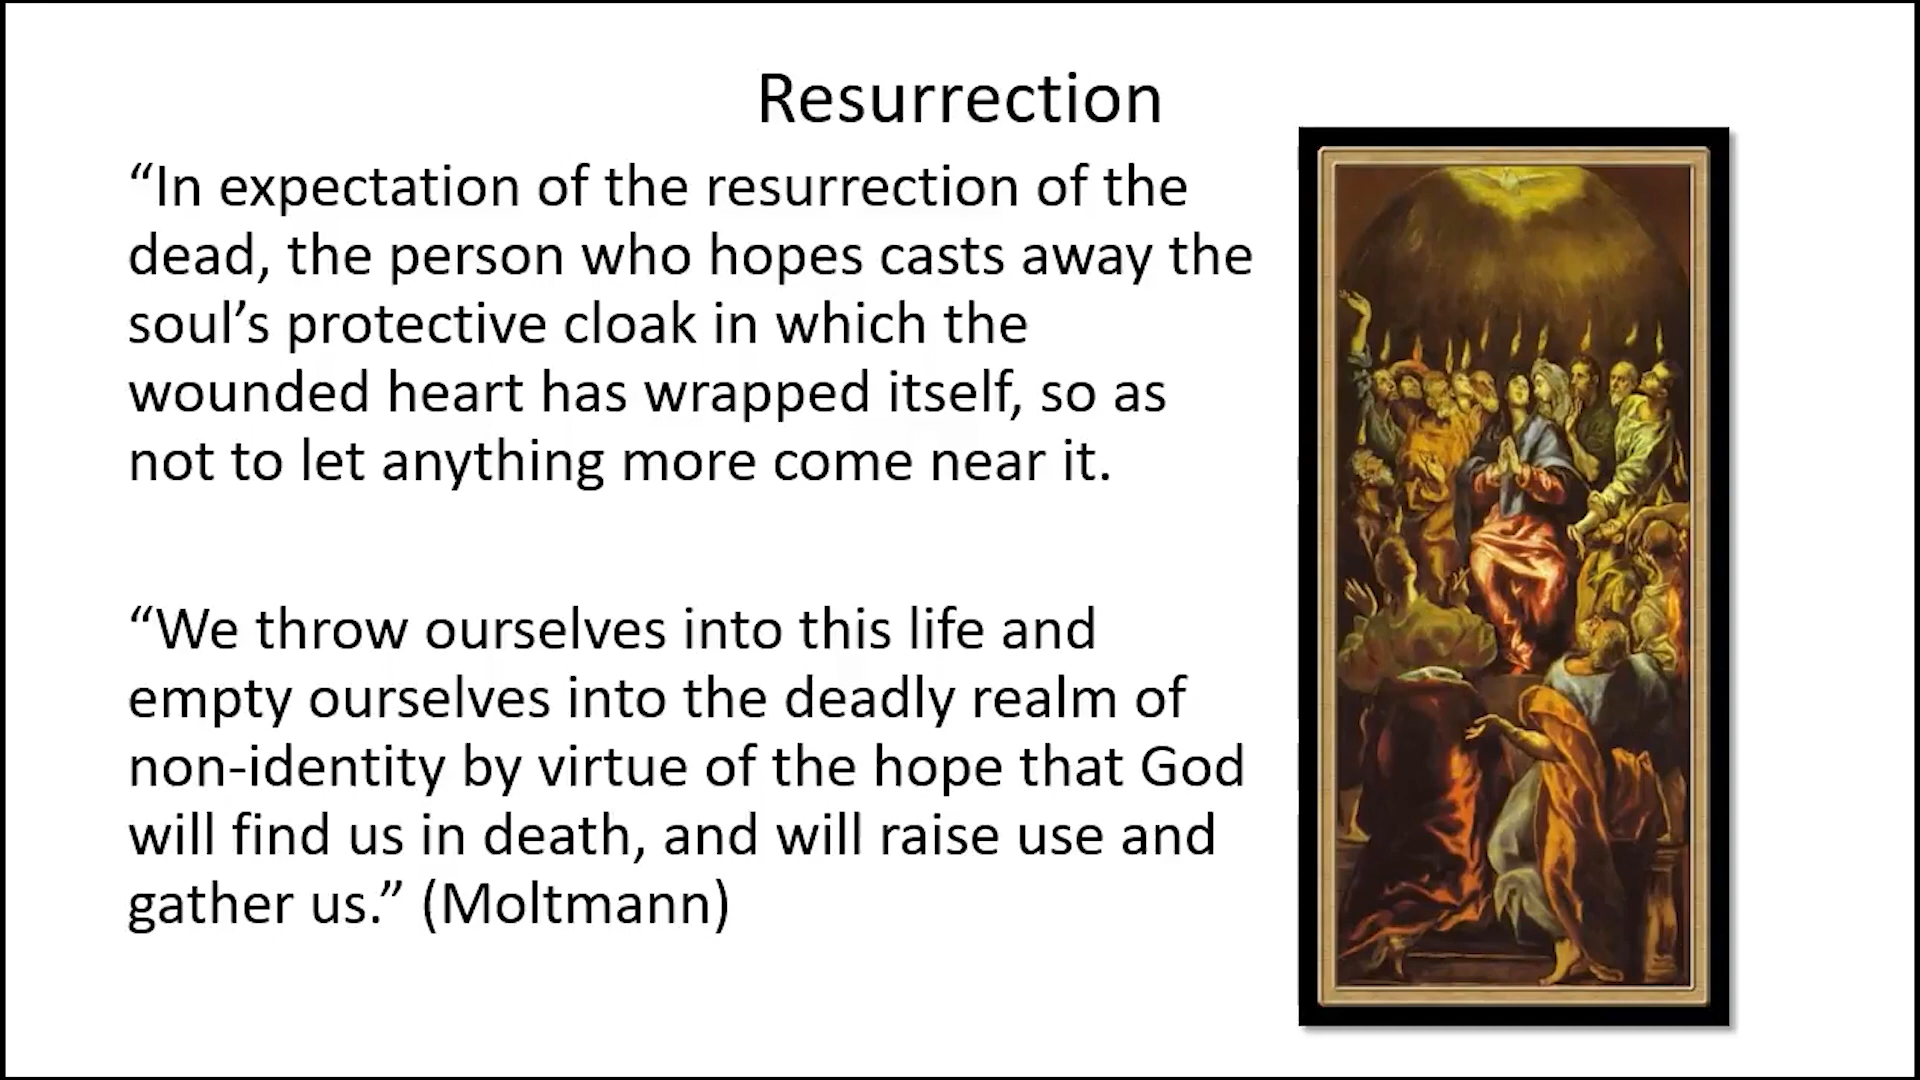 Resurrection
“In expectation of the resurrection of the
dead, the person who hopes casts away the
soul’s protective cloak in which the
wounded heart has wrapped itself, so as
not to let anything more come near it.
“We throw ourselves into this life and
empty ourselves into the deadly realm of
non-identity by virtue of the hope that God
will find us in death, and will raise use and
gather us.” (Moltmann)